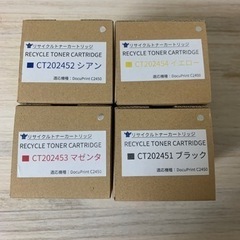 リサイクルトナーカートリッジ
RECYCLE TONER CARTRIDGE
CT202452 シアン
適応機種：DocuPrint C2450
リサイクルトナーカートリッジ
RECYCLE TONER CARTRIDGE
CT202454 イエロー
適応機種：DocuPrint C2450
リサイクルトナーカートリッジ
RECYCLE TONER CARTRIDGE
CT202453 マゼンタ
適応機種：DocuPrint C2450
リサイクルトナーカートリッジ
RECYCLE TONER CARTRIDGE
CT202451 ブラック
適応機種：DocuPrint C2450